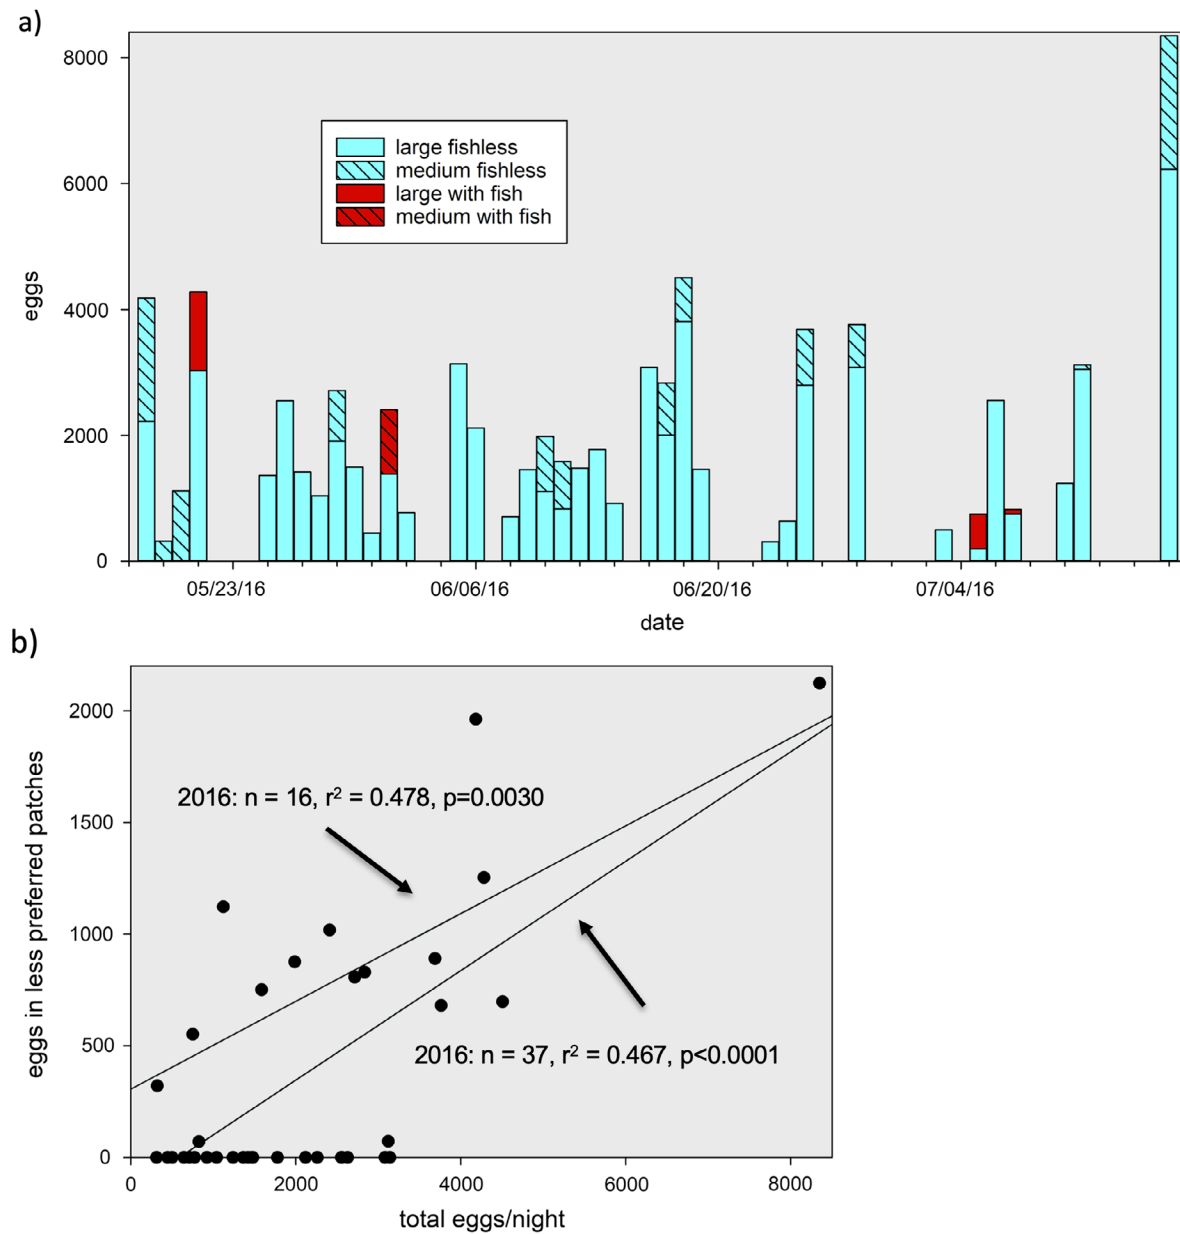 a)
8000
6000
4000
2000
0
eggs
large fishless
medium fishless
large with fish
medium with fish
05/23/16 06/06/16 06/20/16 07/04/16
date
b)
2000
1500
1000
500
0
eggs in less preferred patches
2016: n = 16, r² = 0.478, p=0.0030
2016: n = 37, r² = 0.467, p<0.0001
0 2000 4000 6000 8000
total eggs/night